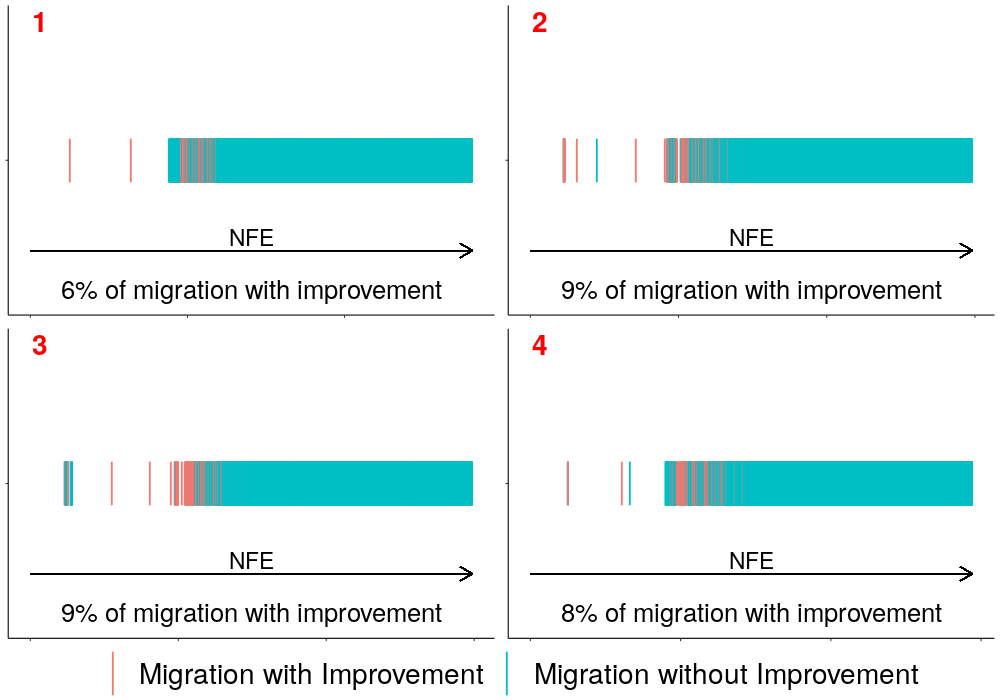 1
NFE
6% of migration with improvement
2
NFE
9% of migration with improvement
3
NFE
9% of migration with improvement
4
NFE
8% of migration with improvement
Migration with Improvement
Migration without Improvement